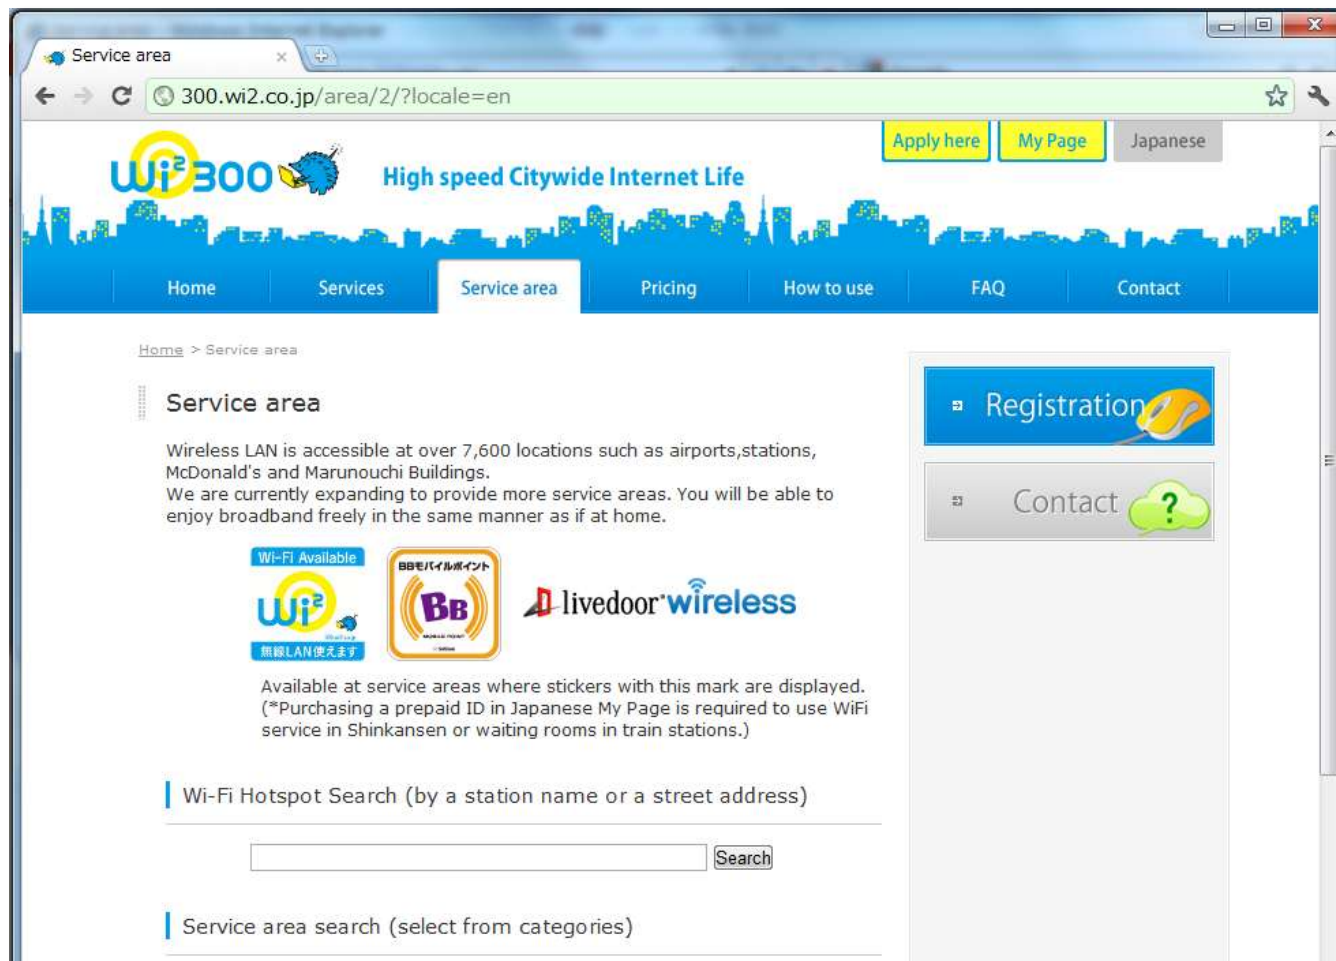 Service area
300.wi2.co.jp/area/2/?locale=en
Wi2 300
High speed Citywide Internet Life
Apply here
My Page
Japanese
Home
Services
Service area
Pricing
How to use
FAQ
Contact
Home > Service area
Service area
Wireless LAN is accessible at over 7,600 locations such as airports,stations,
McDonald's and Marunouchi Buildings.
We are currently expanding to provide more service areas. You will be able to
enjoy broadband freely in the same manner as if at home.
Wi-Fi Available
Wi2
無線LAN使えます
BBモバイルポイント
BB
MOBILE POINT
livedoor wireless
Available at service areas where stickers with this mark are displayed.
(*Purchasing a prepaid ID in Japanese My Page is required to use WiFi
service in Shinkansen or waiting rooms in train stations.)
Wi-Fi Hotspot Search (by a station name or a street address)
Search
Service area search (select from categories)
Registration
Contact
?